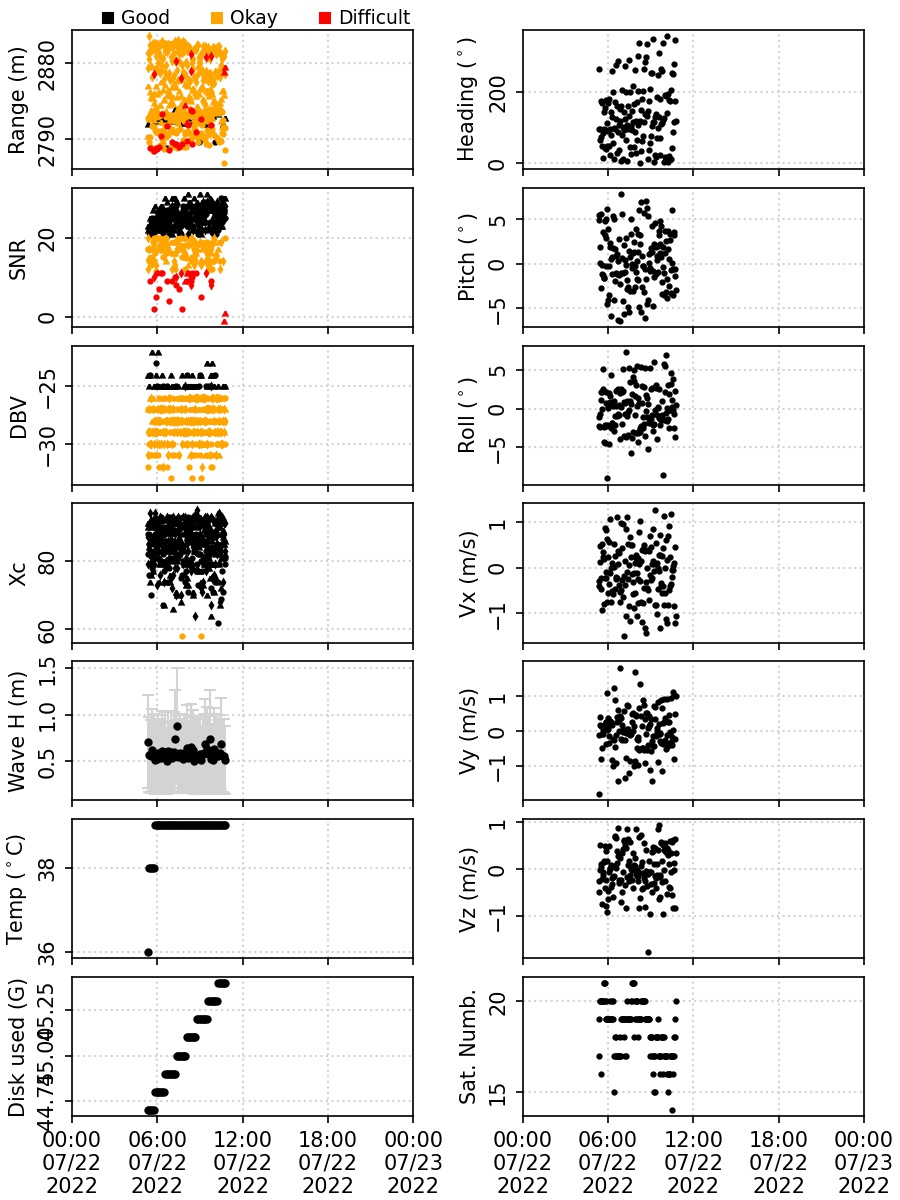 Good Okay Difficult
Range (m)
2880
2790
Heading (°)
200
0
SNR
20
0
Pitch (°)
5
0
−5
DBV
−25
−30
Roll (°)
5
0
−5
Xc
80
60
Vx (m/s)
1
0
−1
Wave H (m)
1.5
1.0
0.5
Vy (m/s)
1
0
−1
Temp (°C)
38
36
Vz (m/s)
1
0
−1
Disk used (G)
45.25
45.00
44.75
Sat. Numb.
20
15
00:00 06:00 12:00 18:00 00:00 00:00 06:00 12:00 18:00 00:00
07/22 07/22 07/22 07/22 07/23 07/22 07/22 07/22 07/22 07/23
2022 2022 2022 2022 2022 2022 2022 2022 2022 2022